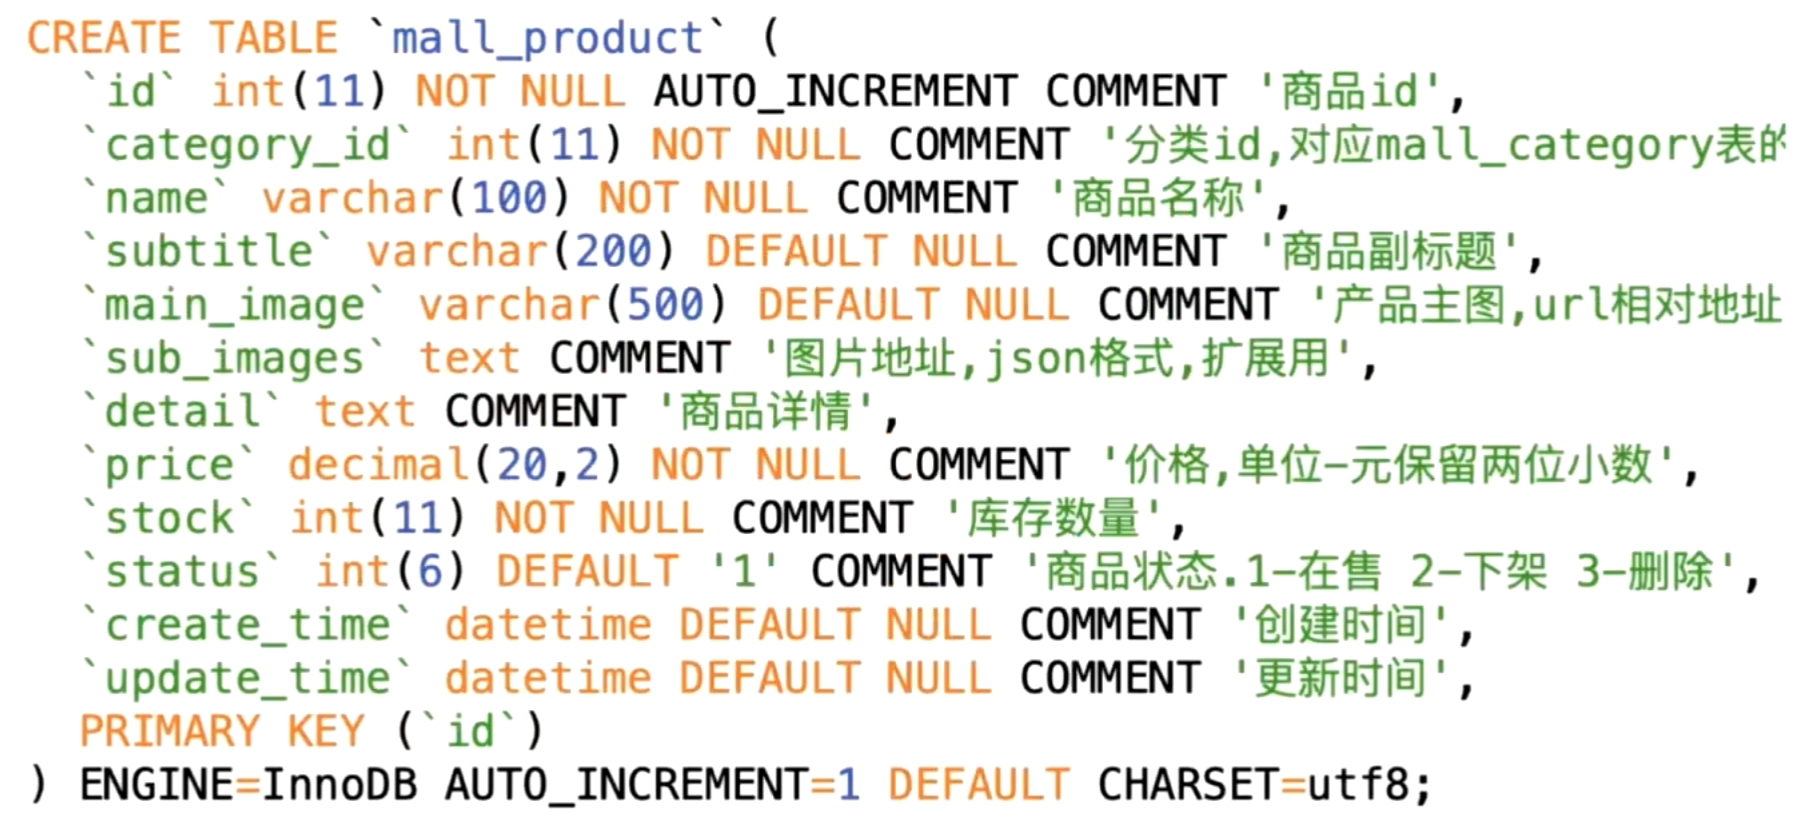 CREATE TABLE `mall_product` (
`id` int(11) NOT NULL AUTO_INCREMENT COMMENT '商品id',
`category_id` int(11) NOT NULL COMMENT '分类id,对应mall_category表的
`name` varchar(100) NOT NULL COMMENT '商品名称',
`subtitle` varchar(200) DEFAULT NULL COMMENT '商品副标题',
`main_image` varchar(500) DEFAULT NULL COMMENT '产品主图,url相对地址
`sub_images` text COMMENT '图片地址,json格式,扩展用',
`detail` text COMMENT '商品详情',
`price` decimal(20,2) NOT NULL COMMENT '价格,单位-元保留两位小数',
`stock` int(11) NOT NULL COMMENT '库存数量',
`status` int(6) DEFAULT '1' COMMENT '商品状态.1-在售 2-下架 3-删除',
`create_time` datetime DEFAULT NULL COMMENT '创建时间',
`update_time` datetime DEFAULT NULL COMMENT '更新时间',
PRIMARY KEY (`id`)
) ENGINE=InnoDB AUTO_INCREMENT=1 DEFAULT CHARSET=utf8;